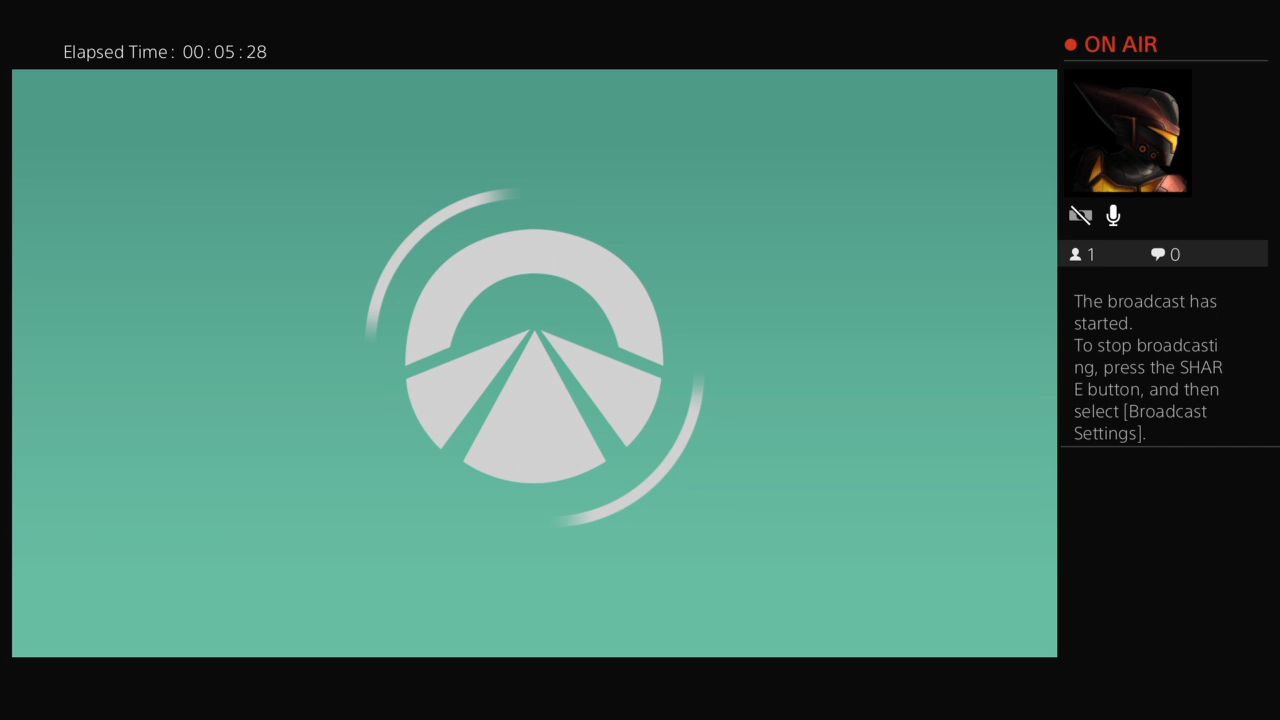 Elapsed Time: 00:05:28
ON AIR
1
0
The broadcast has
started.
To stop broadcasti
ng, press the SHAR
E button, and then
select [Broadcast
Settings].